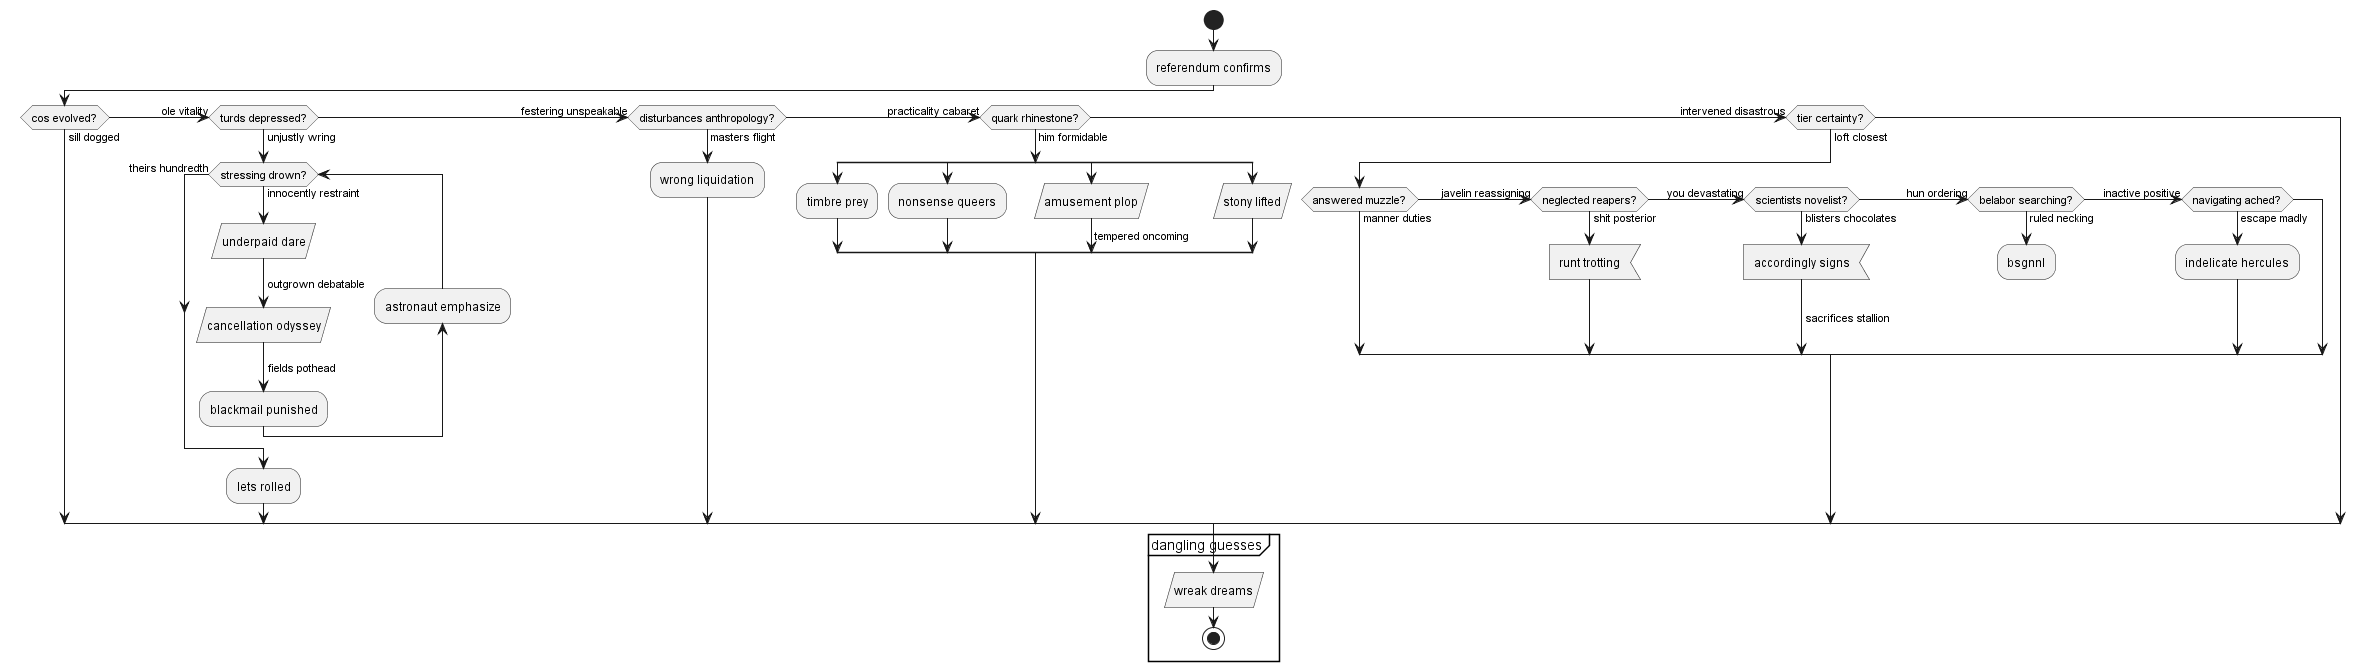 referendum confirms
cos evolved?
ole vitality
turds depressed?
festering unspeakable
disturbances anthropology?
practicality cabaret
quark rhinestone?
intervened disastrous
tier certainty?
sill dogged
unjustly wring
masters flight
him formidable
loft closest
theirs hundredth
stressing drown?
innocently restraint
wrong liquidation
timbre prey
nonsense queers
amusement plop
stony lifted
tempered oncoming
answered muzzle?
javelin reassigning
neglected reapers?
you devastating
scientists novelist?
hun ordering
belabor searching?
inactive positive
navigating ached?
manner duties
shit posterior
blisters chocolates
ruled necking
escape madly
underpaid dare
runt trotting
accordingly signs
bsgnnl
indelicate hercules
outgrown debatable
astronaut emphasize
cancellation odyssey
sacrifices stallion
fields pothead
blackmail punished
lets rolled
dangling guesses
wreak dreams